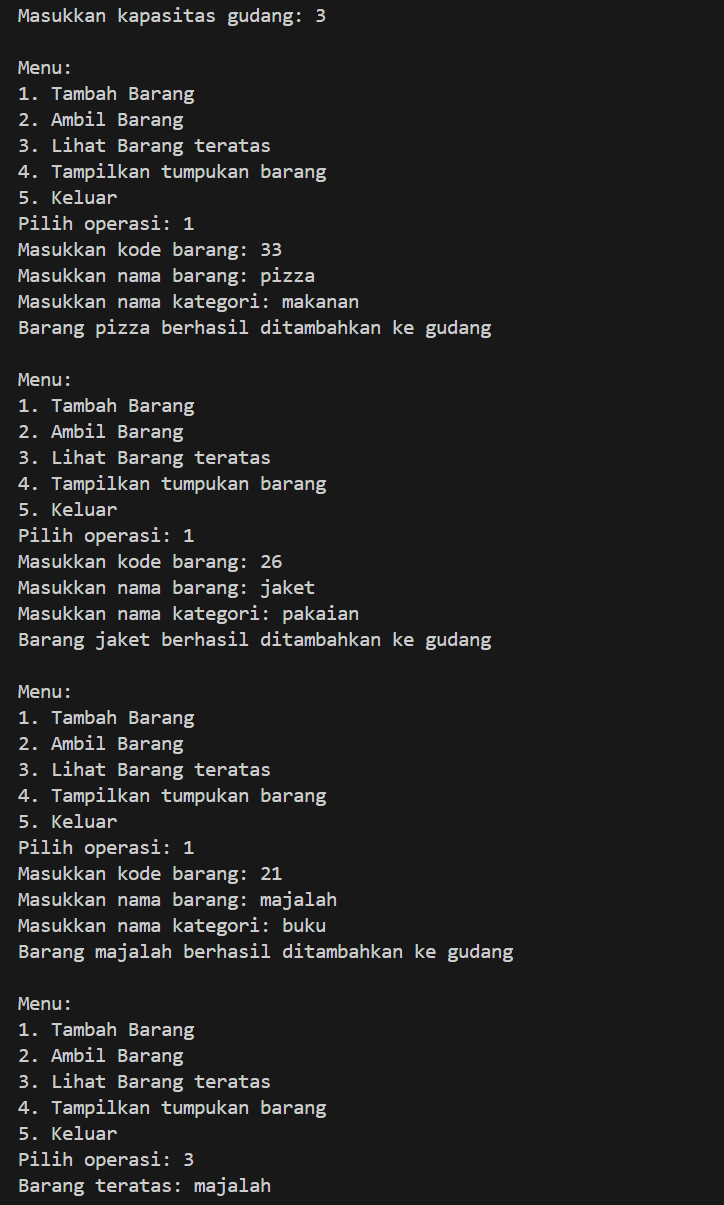 Masukkan kapasitas gudang: 3
Menu:
1. Tambah Barang
2. Ambil Barang
3. Lihat Barang teratas
4. Tampilkan tumpukan barang
5. Keluar
Pilih operasi: 1
Masukkan kode barang: 33
Masukkan nama barang: pizza
Masukkan nama kategori: makanan
Barang pizza berhasil ditambahkan ke gudang
Menu:
1. Tambah Barang
2. Ambil Barang
3. Lihat Barang teratas
4. Tampilkan tumpukan barang
5. Keluar
Pilih operasi: 1
Masukkan kode barang: 26
Masukkan nama barang: jaket
Masukkan nama kategori: pakaian
Barang jaket berhasil ditambahkan ke gudang
Menu:
1. Tambah Barang
2. Ambil Barang
3. Lihat Barang teratas
4. Tampilkan tumpukan barang
5. Keluar
Pilih operasi: 1
Masukkan kode barang: 21
Masukkan nama barang: majalah
Masukkan nama kategori: buku
Barang majalah berhasil ditambahkan ke gudang
Menu:
1. Tambah Barang
2. Ambil Barang
3. Lihat Barang teratas
4. Tampilkan tumpukan barang
5. Keluar
Pilih operasi: 3
Barang teratas: majalah